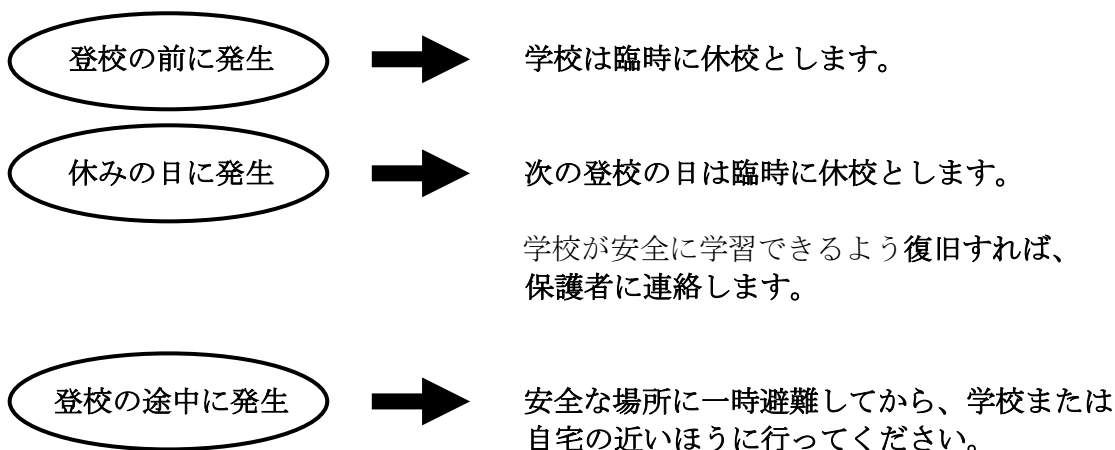 登校の前に発生
学校は臨時に休校とします。
休みの日に発生
次の登校の日は臨時に休校とします。
学校が安全に学習できるよう復旧すれば、
保護者に連絡します。
登校の途中に発生
安全な場所に一時避難してから、学校または
自宅の近いほうに行ってください。